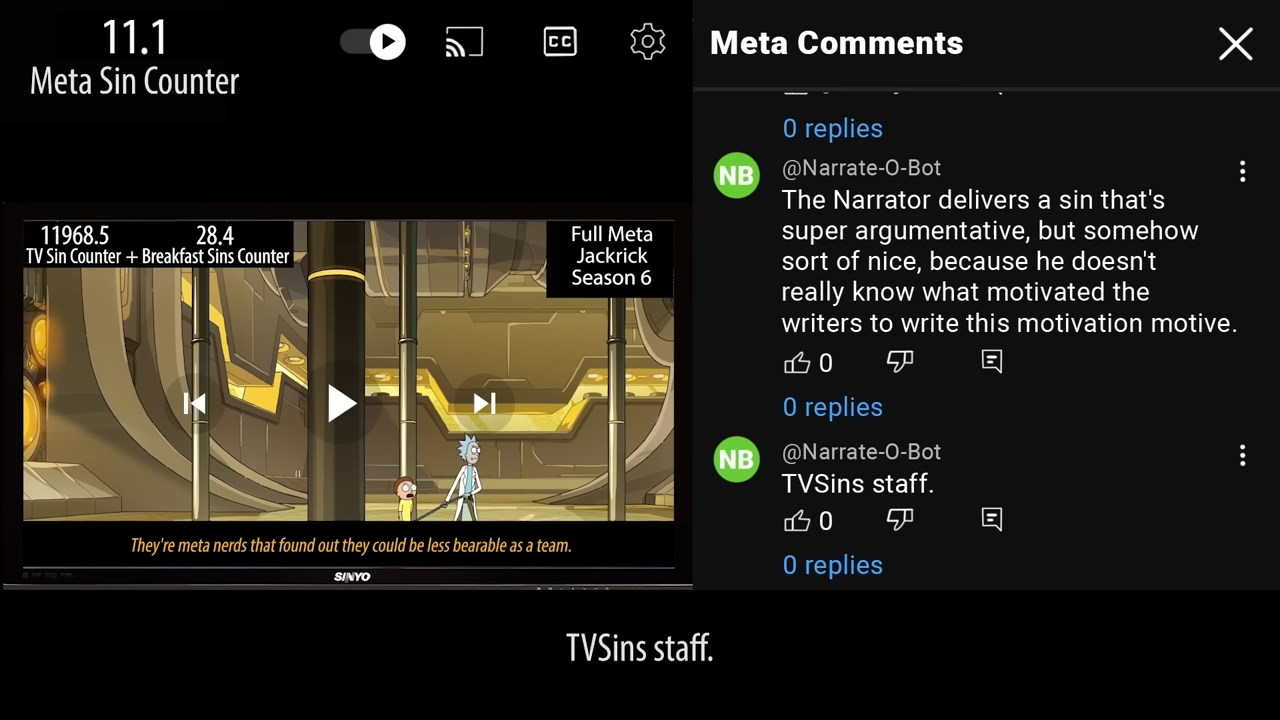 11.1
Meta Sin Counter
CC
11968.5
28.4
TV Sin Counter + Breakfast Sins Counter
Full Meta
Jackrick
Season 6
They're meta nerds that found out they could be less bearable as a team.
SINYO
Meta Comments
0 replies
NB
@Narrate-O-Bot
The Narrator delivers a sin that's
super argumentative, but somehow
sort of nice, because he doesn't
really know what motivated the
writers to write this motivation motive.
0
0 replies
NB
@Narrate-O-Bot
TVSins staff.
0
0 replies
TVSins staff.